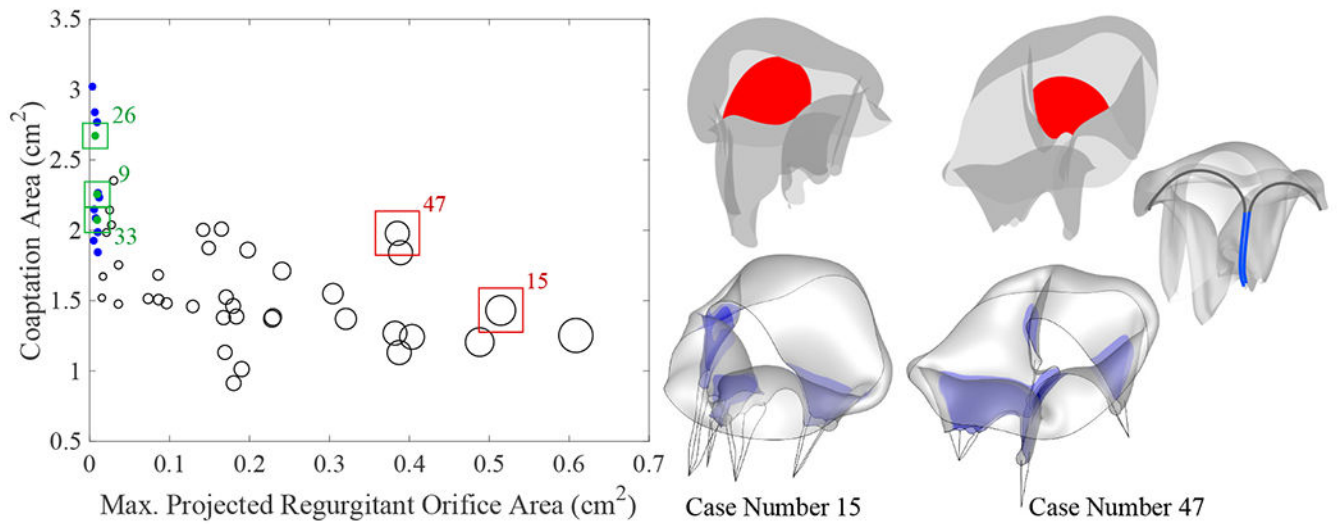 3.5
3
2.5
2
1.5
1
0.5
Coaptation Area (cm²)
26
9
33
47
15
0 0.1 0.2 0.3 0.4 0.5 0.6 0.7
Max. Projected Regurgitant Orifice Area (cm²)
Case Number 15
Case Number 47